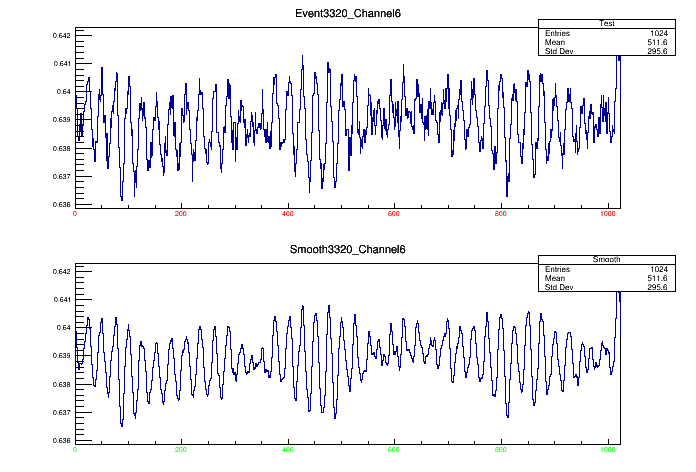 Event3320_Channel6
Test
Entries 1024
Mean 511.6
Std Dev 295.6
0.642
0.641
0.64
0.639
0.638
0.637
0.636
0 200 400 600 800 1000
Smooth3320_Channel6
Smooth
Entries 1024
Mean 511.6
Std Dev 295.6
0.642
0.641
0.64
0.639
0.638
0.637
0.636
0 200 400 600 800 1000